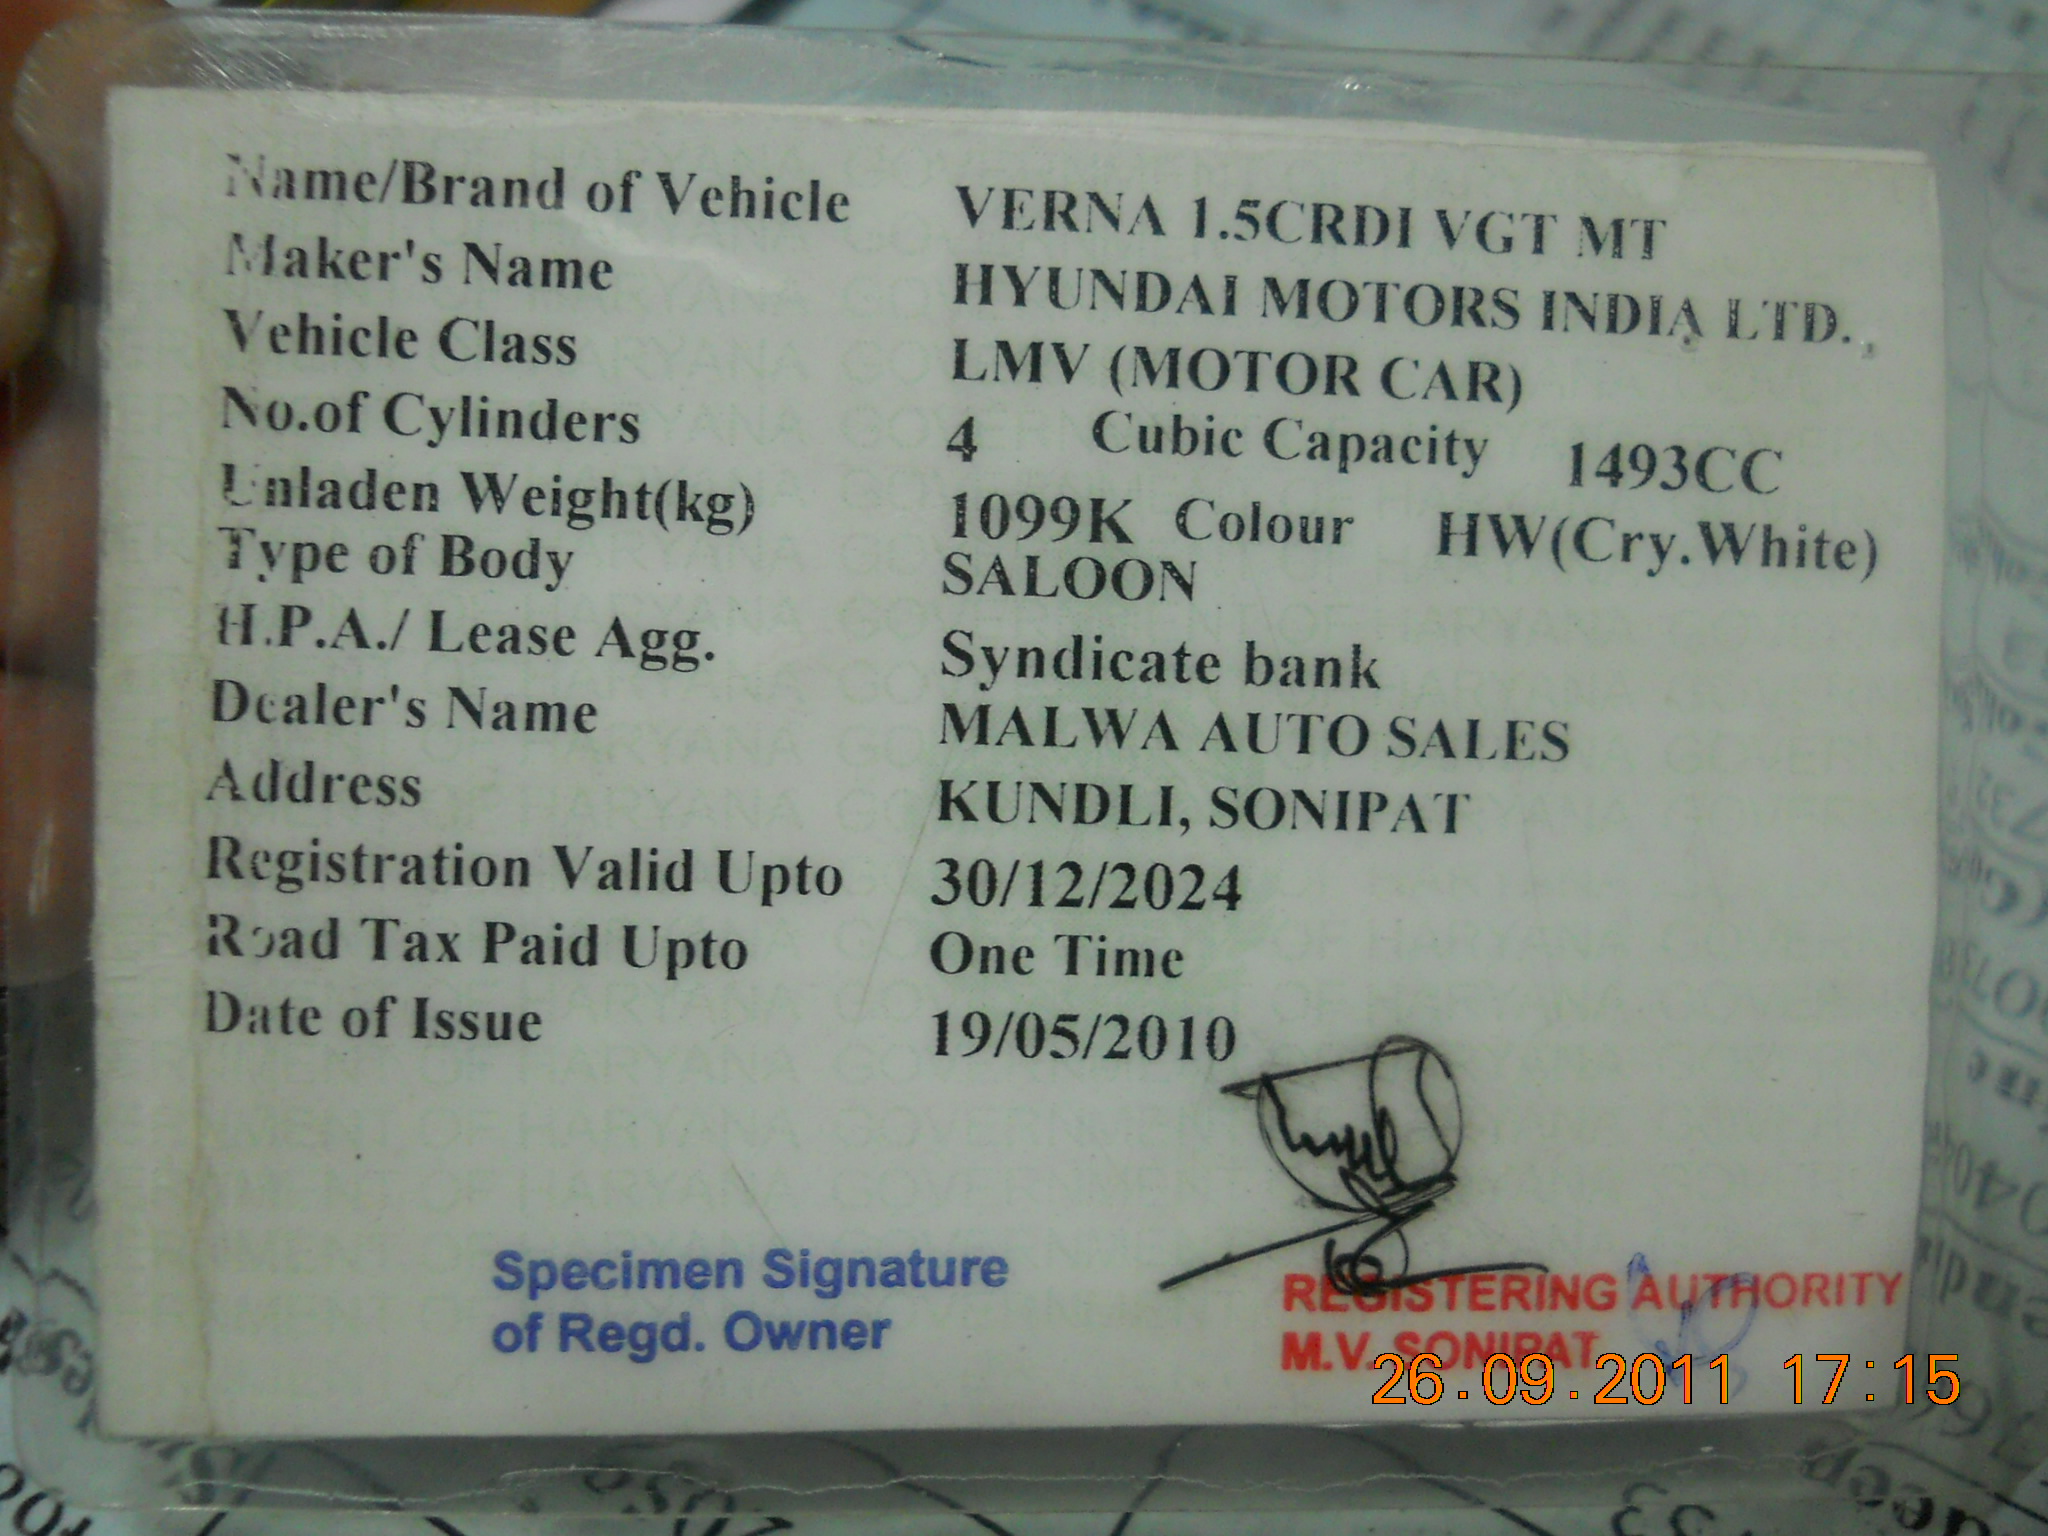 Name/Brand of Vehicle VERNA 1.5CRDI VGT MT
Maker's Name HYUNDAI MOTORS INDIA LTD.,
Vehicle Class LMV (MOTOR CAR)
No.of Cylinders 4 Cubic Capacity 1493CC
Unladen Weight(kg) 1099K Colour HW(Cry.White)
Type of Body SALOON
H.P.A./ Lease Agg. Syndicate bank
Dealer's Name MALWA AUTO SALES
Address KUNDLI, SONIPAT
Registration Valid Upto 30/12/2024
Road Tax Paid Upto One Time
Date of Issue 19/05/2010
Specimen Signature
of Regd. Owner
REGISTERING AUTHORITY
M.V. SONIPAT
26.09.2011 17:15